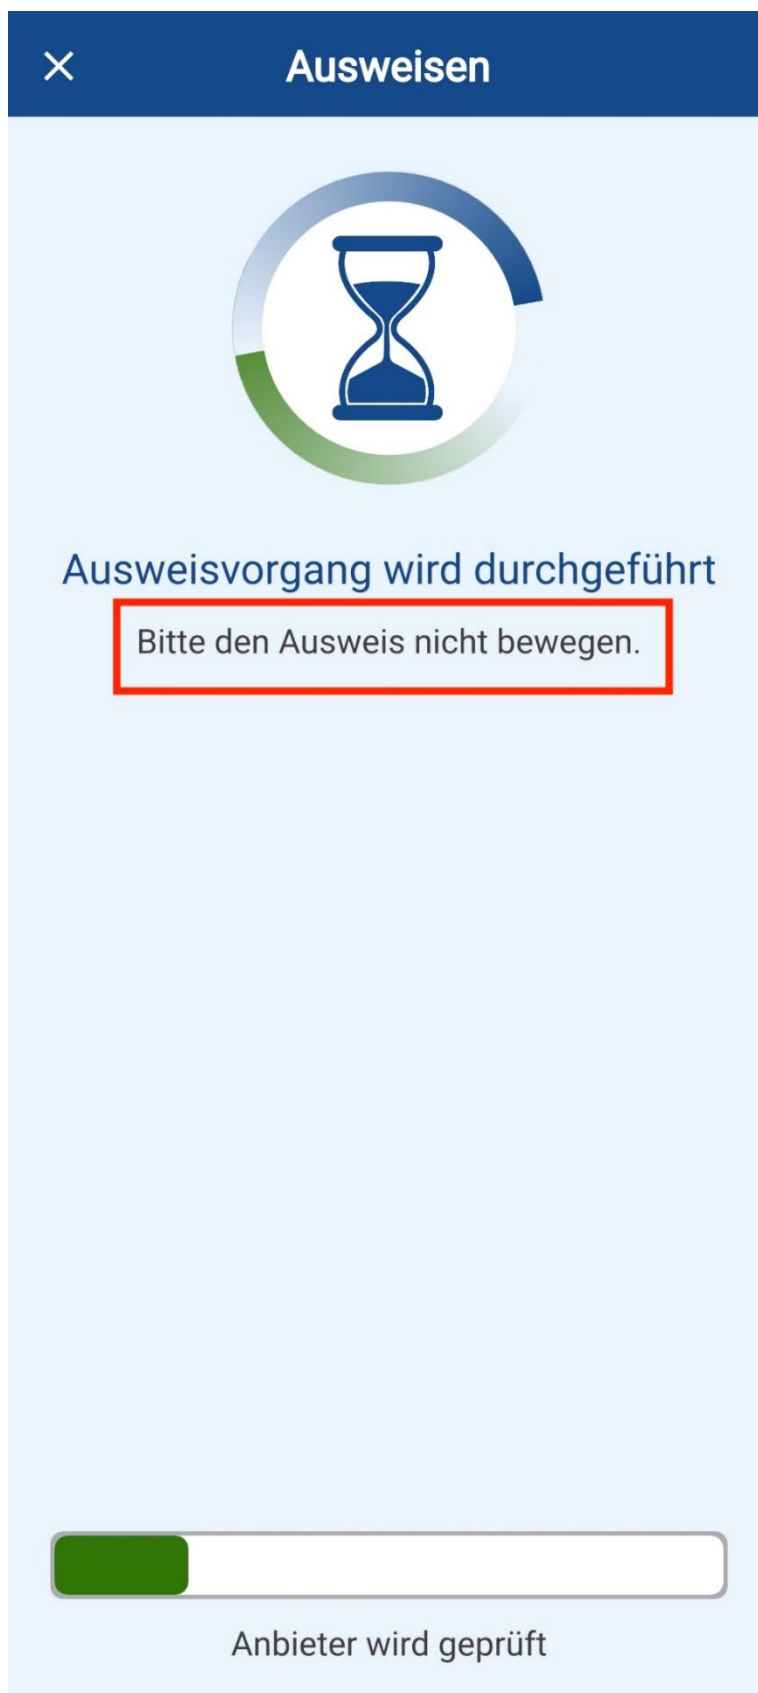 Ausweisen
Ausweisvorgang wird durchgeführt
Bitte den Ausweis nicht bewegen.
Anbieter wird geprüft